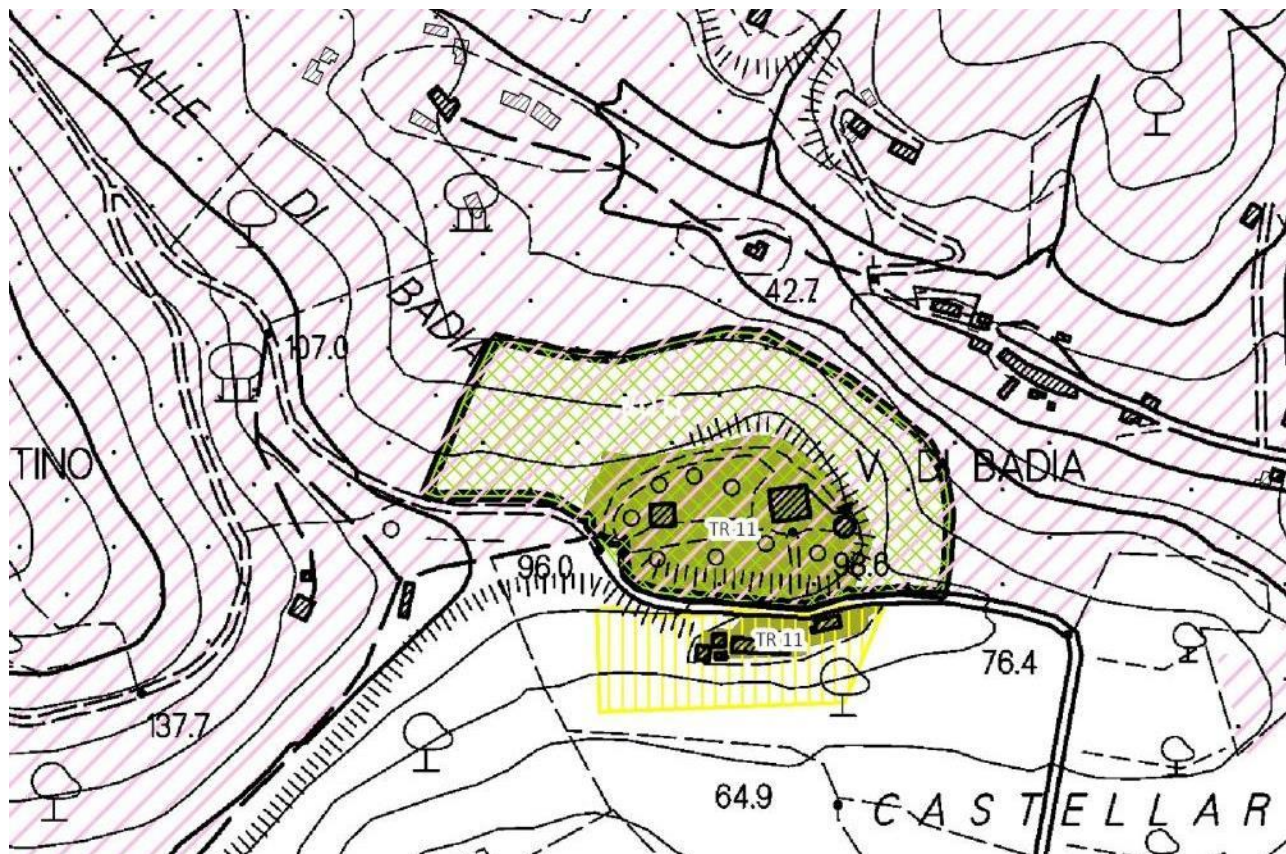 VALLE
DI
BADIA
42.7
107.0
TINO
V. DI BADIA
TR 11
96.0
98.6
TR 11
76.4
137.7
64.9
CASTELLAR